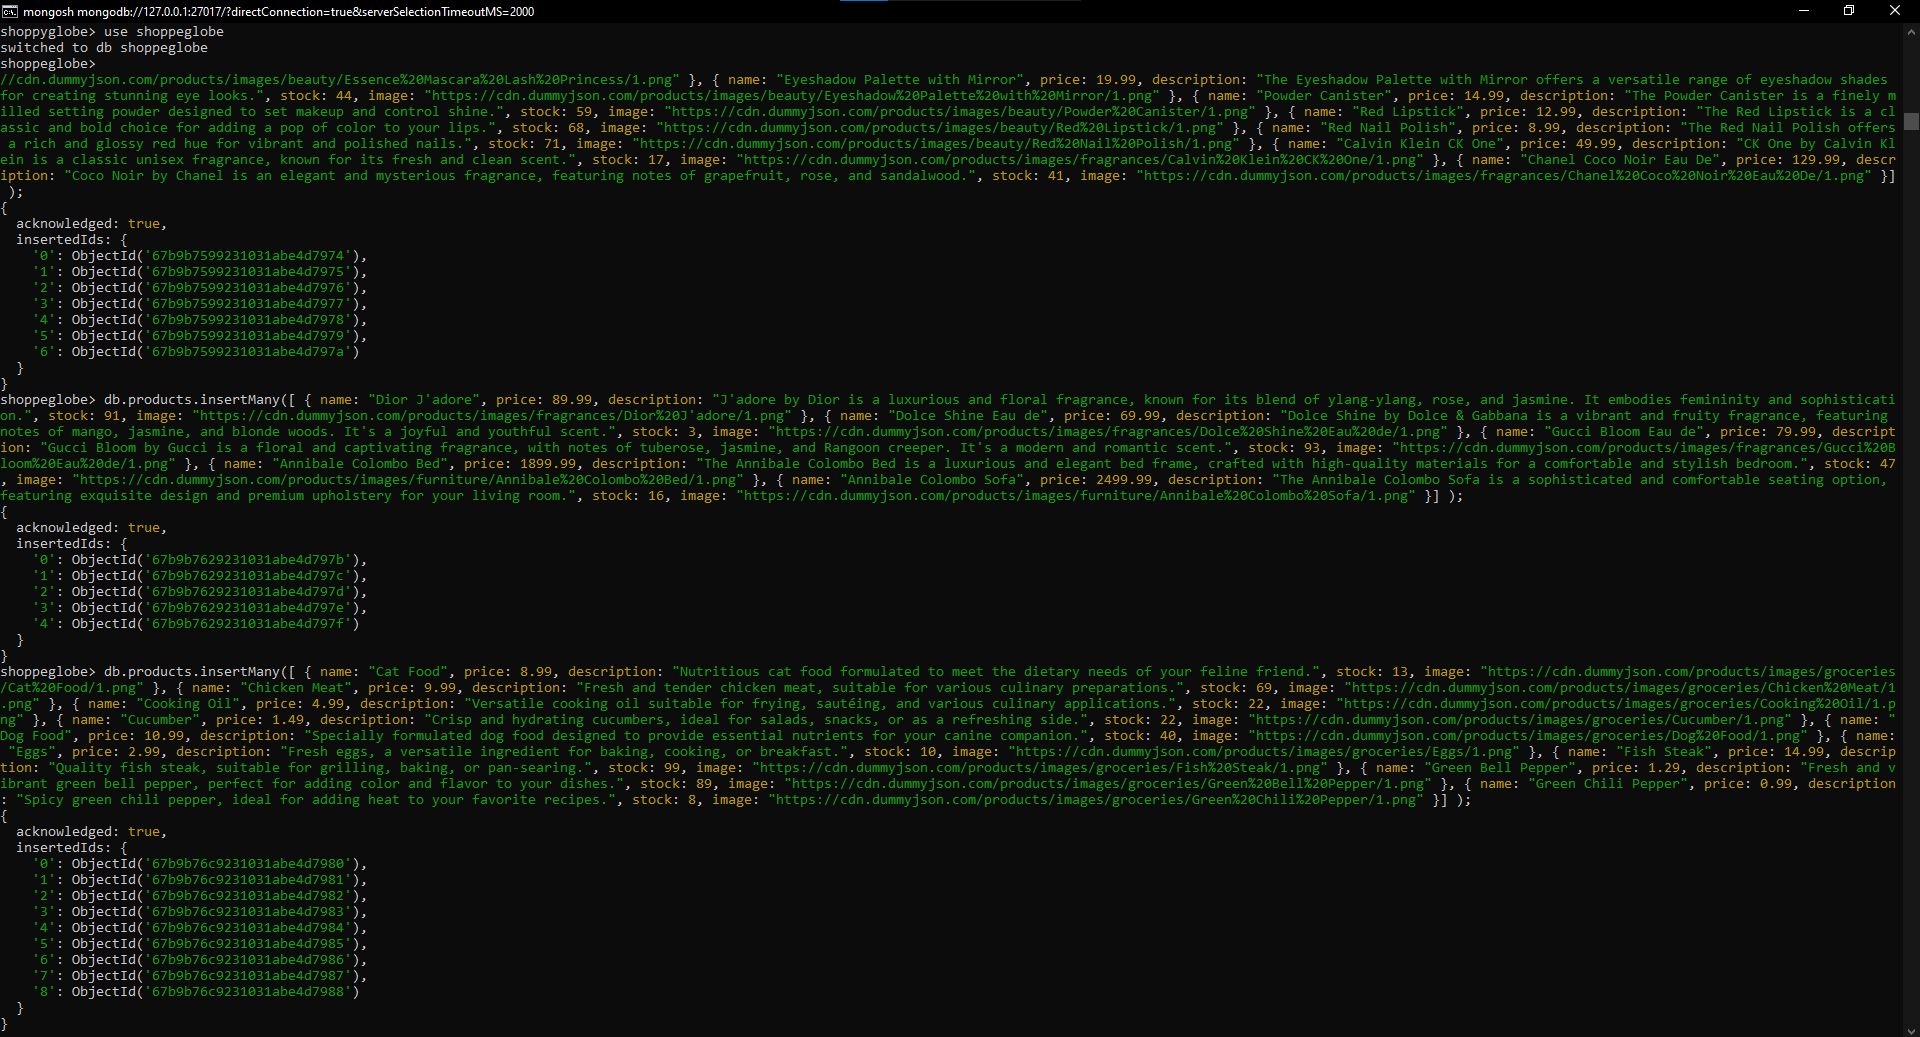 mongosh mongodb://127.0.0.1:27017/?directConnection=true&serverSelectionTimeoutMS=2000
shoppyglobe> use shoppeglobe
switched to db shoppeglobe
shoppeglobe>
//cdn.dummyjson.com/products/images/beauty/Essence%20Mascara%20Lash%20Princess/1.png" }, { name: "Eyeshadow Palette with Mirror", price: 19.99, description: "The Eyeshadow Palette with Mirror offers a versatile range of eyeshadow shades
for creating stunning eye looks.", stock: 44, image: "https://cdn.dummyjson.com/products/images/beauty/Eyeshadow%20Palette%20with%20Mirror/1.png" }, { name: "Powder Canister", price: 14.99, description: "The Powder Canister is a finely m
illed setting powder designed to set makeup and control shine.", stock: 59, image: "https://cdn.dummyjson.com/products/images/beauty/Powder%20Canister/1.png" }, { name: "Red Lipstick", price: 12.99, description: "The Red Lipstick is a cl
assic and bold choice for adding a pop of color to your lips.", stock: 68, image: "https://cdn.dummyjson.com/products/images/beauty/Red%20Lipstick/1.png" }, { name: "Red Nail Polish", price: 8.99, description: "The Red Nail Polish offers
 a rich and glossy red hue for vibrant and polished nails.", stock: 71, image: "https://cdn.dummyjson.com/products/images/beauty/Red%20Nail%20Polish/1.png" }, { name: "Calvin Klein CK One", price: 49.99, description: "CK One by Calvin Kl
ein is a classic unisex fragrance, known for its fresh and clean scent.", stock: 17, image: "https://cdn.dummyjson.com/products/images/fragrances/Calvin%20Klein%20CK%20One/1.png" }, { name: "Chanel Coco Noir Eau De", price: 129.99, descr
iption: "Coco Noir by Chanel is an elegant and mysterious fragrance, featuring notes of grapefruit, rose, and sandalwood.", stock: 41, image: "https://cdn.dummyjson.com/products/images/fragrances/Chanel%20Coco%20Noir%20Eau%20De/1.png" }]
 );
{
  acknowledged: true,
  insertedIds: {
    '0': ObjectId('67b9b7599231031abe4d7974'),
    '1': ObjectId('67b9b7599231031abe4d7975'),
    '2': ObjectId('67b9b7599231031abe4d7976'),
    '3': ObjectId('67b9b7599231031abe4d7977'),
    '4': ObjectId('67b9b7599231031abe4d7978'),
    '5': ObjectId('67b9b7599231031abe4d7979'),
    '6': ObjectId('67b9b7599231031abe4d797a')
  }
}
shoppeglobe> db.products.insertMany([ { name: "Dior J'adore", price: 89.99, description: "J'adore by Dior is a luxurious and floral fragrance, known for its blend of ylang-ylang, rose, and jasmine. It embodies femininity and sophisticati
on.", stock: 91, image: "https://cdn.dummyjson.com/products/images/fragrances/Dior%20J'adore/1.png" }, { name: "Dolce Shine Eau de", price: 69.99, description: "Dolce Shine by Dolce & Gabbana is a vibrant and fruity fragrance, featuring
notes of mango, jasmine, and blonde woods. It's a joyful and youthful scent.", stock: 3, image: "https://cdn.dummyjson.com/products/images/fragrances/Dolce%20Shine%20Eau%20de/1.png" }, { name: "Gucci Bloom Eau de", price: 79.99, descript
ion: "Gucci Bloom by Gucci is a floral and captivating fragrance, with notes of tuberose, jasmine, and Rangoon creeper. It's a modern and romantic scent.", stock: 93, image: "https://cdn.dummyjson.com/products/images/fragrances/Gucci%20B
loom%20Eau%20de/1.png" }, { name: "Annibale Colombo Bed", price: 1899.99, description: "The Annibale Colombo Bed is a luxurious and elegant bed frame, crafted with high-quality materials for a comfortable and stylish bedroom.", stock: 47
, image: "https://cdn.dummyjson.com/products/images/furniture/Annibale%20Colombo%20Bed/1.png" }, { name: "Annibale Colombo Sofa", price: 2499.99, description: "The Annibale Colombo Sofa is a sophisticated and comfortable seating option,
featuring exquisite design and premium upholstery for your living room.", stock: 16, image: "https://cdn.dummyjson.com/products/images/furniture/Annibale%20Colombo%20Sofa/1.png" }] );
{
  acknowledged: true,
  insertedIds: {
    '0': ObjectId('67b9b7629231031abe4d797b'),
    '1': ObjectId('67b9b7629231031abe4d797c'),
    '2': ObjectId('67b9b7629231031abe4d797d'),
    '3': ObjectId('67b9b7629231031abe4d797e'),
    '4': ObjectId('67b9b7629231031abe4d797f')
  }
}
shoppeglobe> db.products.insertMany([ { name: "Cat Food", price: 8.99, description: "Nutritious cat food formulated to meet the dietary needs of your feline friend.", stock: 13, image: "https://cdn.dummyjson.com/products/images/groceries
/Cat%20Food/1.png" }, { name: "Chicken Meat", price: 9.99, description: "Fresh and tender chicken meat, suitable for various culinary preparations.", stock: 69, image: "https://cdn.dummyjson.com/products/images/groceries/Chicken%20Meat/1
.png" }, { name: "Cooking Oil", price: 4.99, description: "Versatile cooking oil suitable for frying, sautéing, and various culinary applications.", stock: 22, image: "https://cdn.dummyjson.com/products/images/groceries/Cooking%20Oil/1.p
ng" }, { name: "Cucumber", price: 1.49, description: "Crisp and hydrating cucumbers, ideal for salads, snacks, or as a refreshing side.", stock: 22, image: "https://cdn.dummyjson.com/products/images/groceries/Cucumber/1.png" }, { name: "
Dog Food", price: 10.99, description: "Specially formulated dog food designed to provide essential nutrients for your canine companion.", stock: 40, image: "https://cdn.dummyjson.com/products/images/groceries/Dog%20Food/1.png" }, { name:
 "Eggs", price: 2.99, description: "Fresh eggs, a versatile ingredient for baking, cooking, or breakfast.", stock: 10, image: "https://cdn.dummyjson.com/products/images/groceries/Eggs/1.png" }, { name: "Fish Steak", price: 14.99, descrip
tion: "Quality fish steak, suitable for grilling, baking, or pan-searing.", stock: 99, image: "https://cdn.dummyjson.com/products/images/groceries/Fish%20Steak/1.png" }, { name: "Green Bell Pepper", price: 1.29, description: "Fresh and v
ibrant green bell pepper, perfect for adding color and flavor to your dishes.", stock: 89, image: "https://cdn.dummyjson.com/products/images/groceries/Green%20Bell%20Pepper/1.png" }, { name: "Green Chili Pepper", price: 0.99, description
: "Spicy green chili pepper, ideal for adding heat to your favorite recipes.", stock: 8, image: "https://cdn.dummyjson.com/products/images/groceries/Green%20Chili%20Pepper/1.png" }] );
{
  acknowledged: true,
  insertedIds: {
    '0': ObjectId('67b9b76c9231031abe4d7980'),
    '1': ObjectId('67b9b76c9231031abe4d7981'),
    '2': ObjectId('67b9b76c9231031abe4d7982'),
    '3': ObjectId('67b9b76c9231031abe4d7983'),
    '4': ObjectId('67b9b76c9231031abe4d7984'),
    '5': ObjectId('67b9b76c9231031abe4d7985'),
    '6': ObjectId('67b9b76c9231031abe4d7986'),
    '7': ObjectId('67b9b76c9231031abe4d7987'),
    '8': ObjectId('67b9b76c9231031abe4d7988')
  }
}